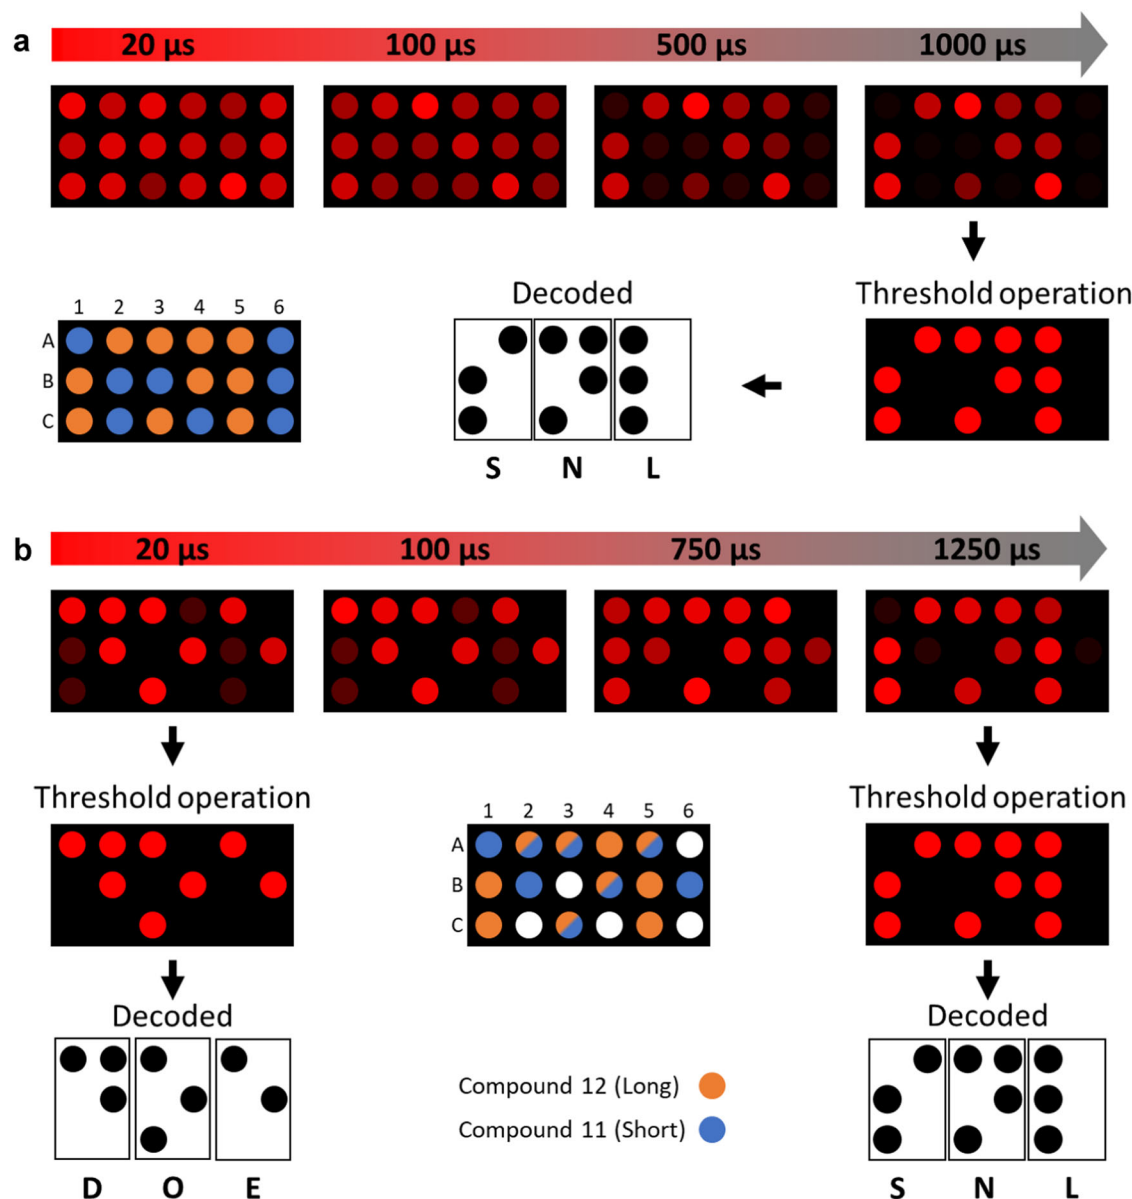 a
20 µs 100 µs 500 µs 1000 µs
Decoded
Threshold operation
1 2 3 4 5 6
A
B
C
S N L
b
20 µs 100 µs 750 µs 1250 µs
Threshold operation
Threshold operation
1 2 3 4 5 6
A
B
C
Decoded
Decoded
Compound 12 (Long)
Compound 11 (Short)
D O E
S N L